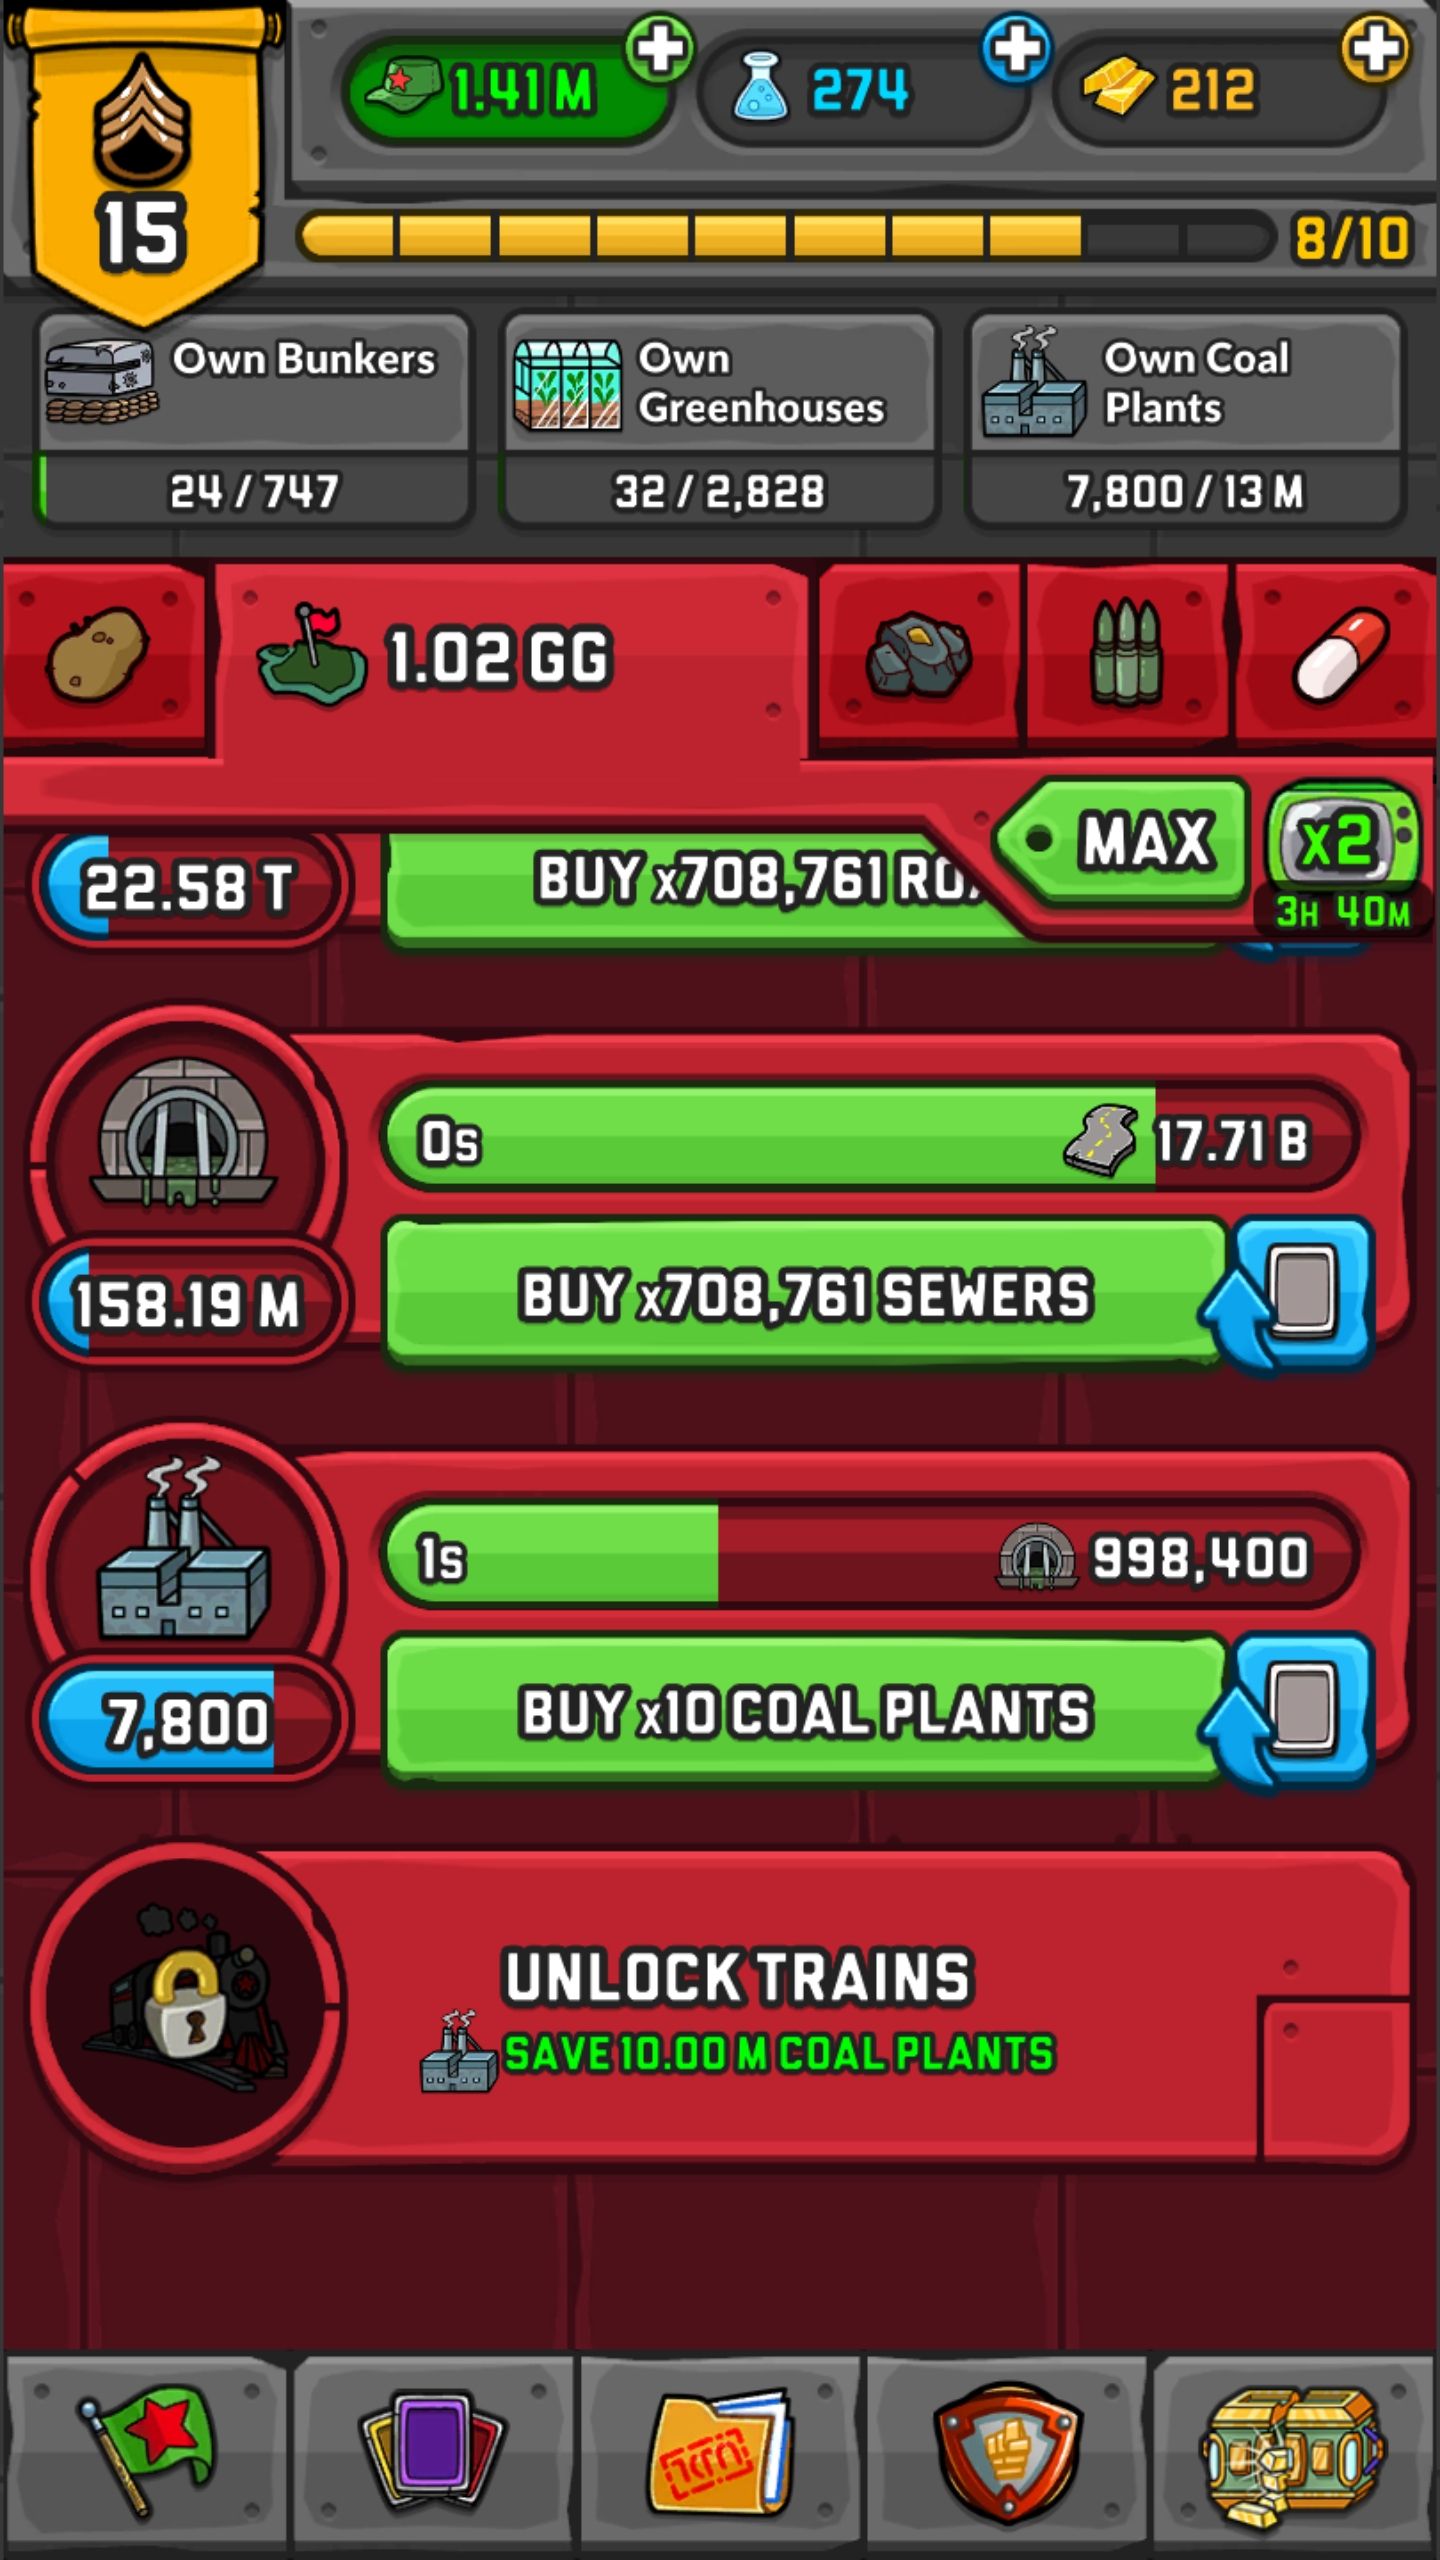 1.41 M
274
212
15
8/10
Own Bunkers
24 / 747
Own
Greenhouses
32 / 2,828
Own Coal
Plants
7,800 / 13 M
1.02 GG
MAX
x2
3H 40M
22.58 T
BUY x708,761
0s
17.71 B
158.19 M
BUY x708,761 SEWERS
1s
998,400
7,800
BUY x10 COAL PLANTS
UNLOCK TRAINS
SAVE 10.00 M COAL PLANTS